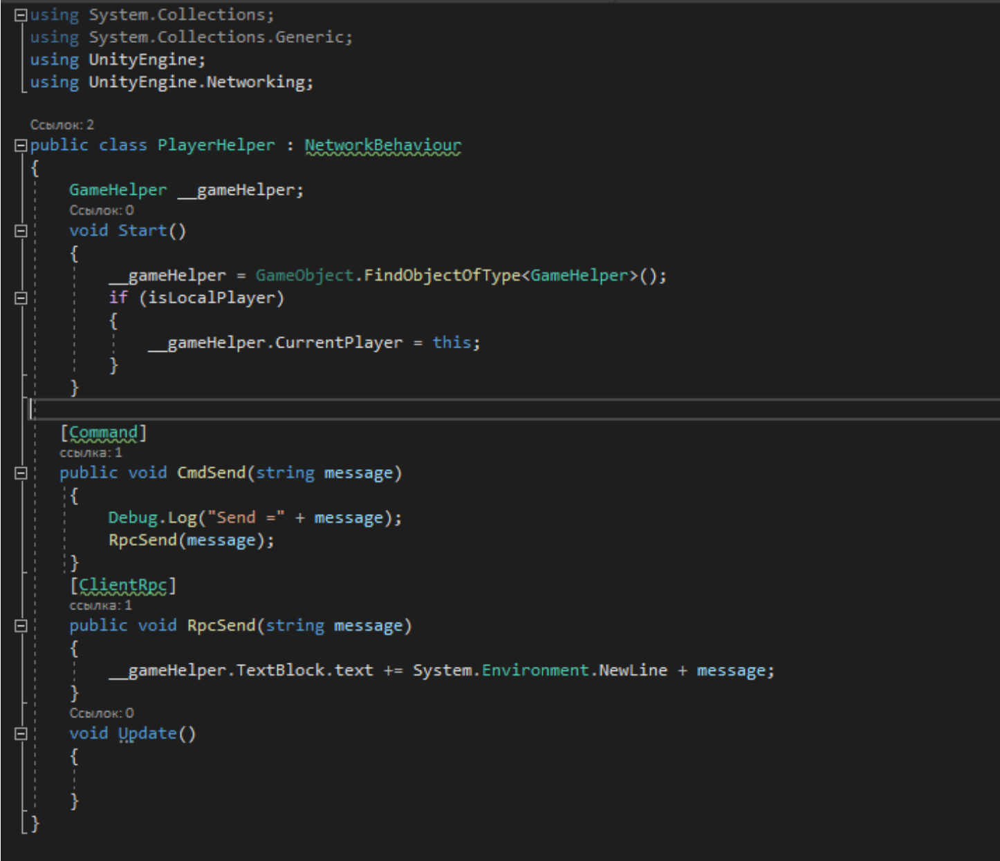 using System.Collections;
using System.Collections.Generic;
using UnityEngine;
using UnityEngine.Networking;
Ссылок: 2
public class PlayerHelper : NetworkBehaviour
{
GameHelper __gameHelper;
Ссылок: 0
void Start()
{
__gameHelper = GameObject.FindObjectOfType<GameHelper>();
if (isLocalPlayer)
{
__gameHelper.CurrentPlayer = this;
}
}
[Command]
ссылка: 1
public void CmdSend(string message)
{
Debug.Log("Send =" + message);
RpcSend(message);
}
[ClientRpc]
ссылка: 1
public void RpcSend(string message)
{
__gameHelper.TextBlock.text += System.Environment.NewLine + message;
}
Ссылок: 0
void Update()
{
}
}